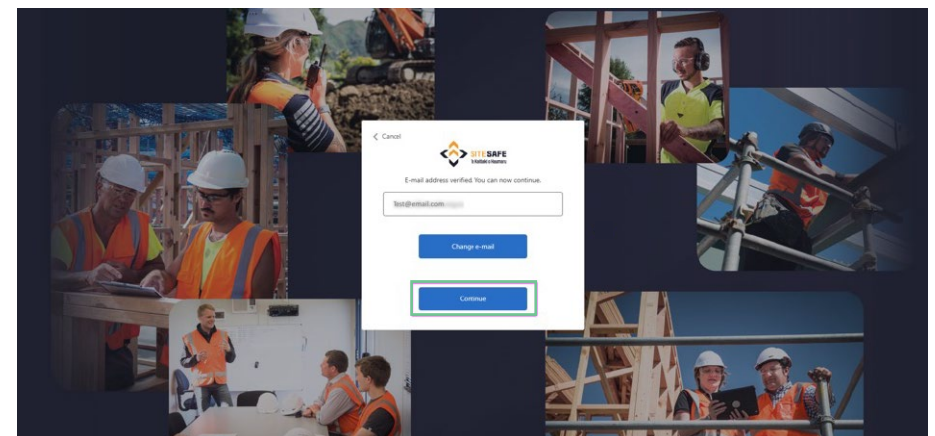 Cancel
SITESAFE
E-mail address verified. You can now continue.
Test@email.com
Change e-mail
Continue